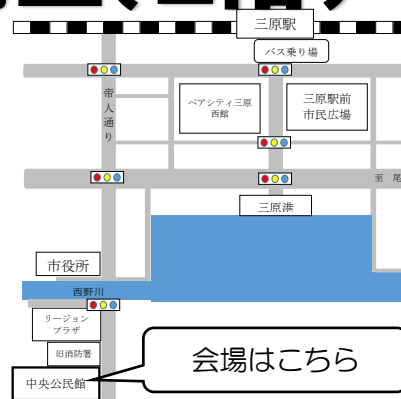 三原駅
バス乗り場
帝人通り
ペアシティ三原
西館
三原駅前
市民広場
至 尾
三原港
市役所
西野川
リージョン
プラザ
旧消防署
中央公民館
会場はこちら